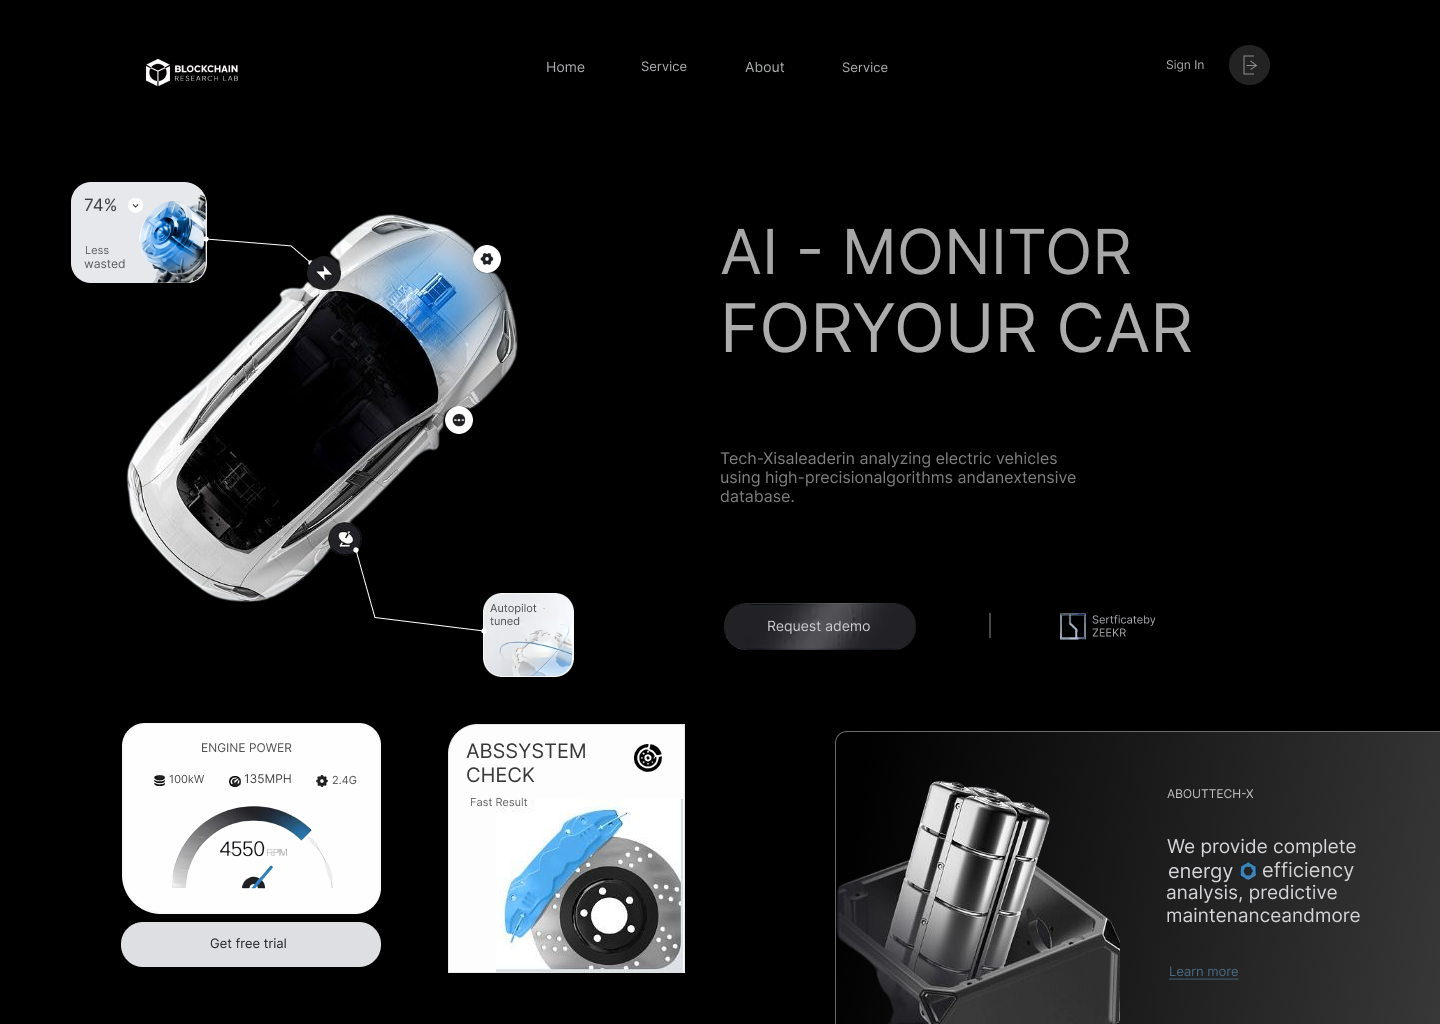 BLOCKCHAIN
RESEARCH LAB
Home
Service
About
Service
Sign In
74%
Less
wasted
AI - MONITOR
FORYOUR CAR
Tech-Xisaleaderin analyzing electric vehicles
using high-precisionalgorithms andanextensive
database.
Autopilot
tuned
Request ademo
Sertficateby
ZEEKR
ENGINE POWER
100kW
135MPH
2.4G
4550 RPM
Get free trial
ABSSYSTEM
CHECK
Fast Result
ABOUTTECH-X
We provide complete
energy efficiency
analysis, predictive
maintenanceandmore
Learn more